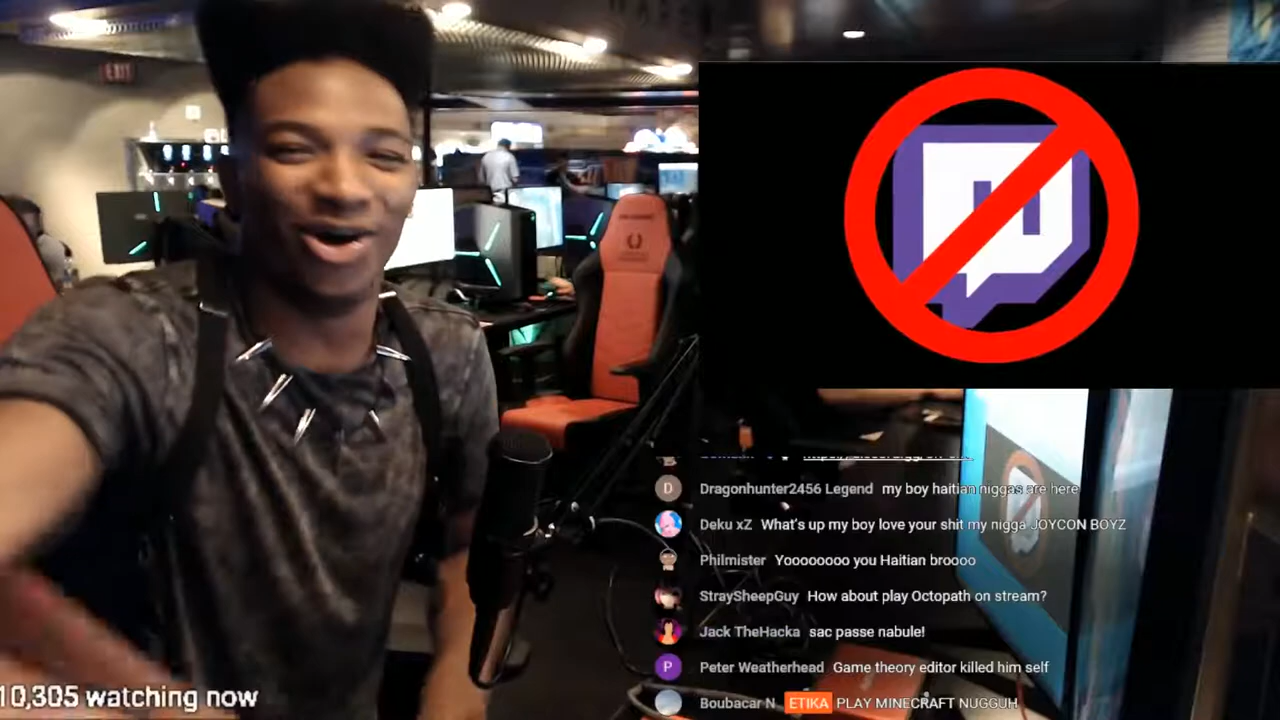 EXIT
Dragonhunter2456 Legend my boy haitian niggas are here
Deku xZ What's up my boy love your shit my nigga JOYCON BOYZ
Philmister Yoooooooo you Haitian broooo
StraySheepGuy How about play Octopath on stream?
Jack TheHacka sac passe nabule!
P Peter Weatherhead Game theory editor killed him self
Boubacar N ETIKA PLAY MINECRAFT NUGGUH
10,305 watching now